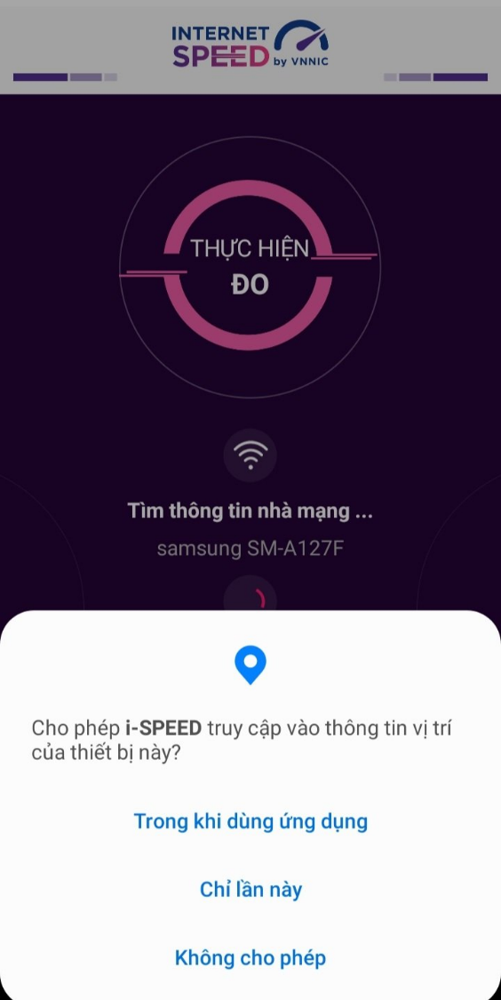 INTERNET
SPEED by VNNIC
THỰC HIỆN
ĐO
Tìm thông tin nhà mạng ...
samsung SM-A127F
Cho phép i-SPEED truy cập vào thông tin vị trí
của thiết bị này?
Trong khi dùng ứng dụng
Chỉ lần này
Không cho phép